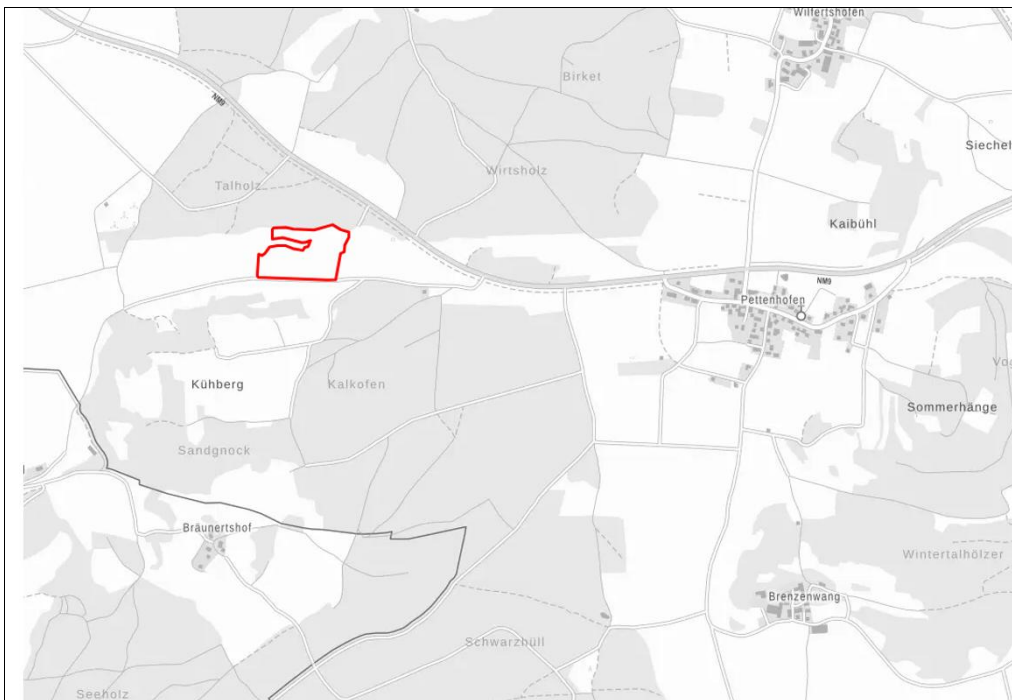 Wilfertshofen
Birket
NM9
Siechel
Wirtsholz
Talholz
Kaibühl
NM9
Pettenhofen
Kühberg
Kalkofen
Sommerhänge
Sandgnock
Bräunertshof
Wintertalhölzer
Brenzenwang
Schwarzbüll
Seeholz